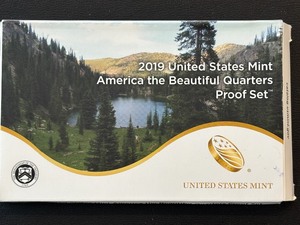 2019 United States Mint
America the Beautiful Quarters
Proof Set™
UNITED STATES MINT